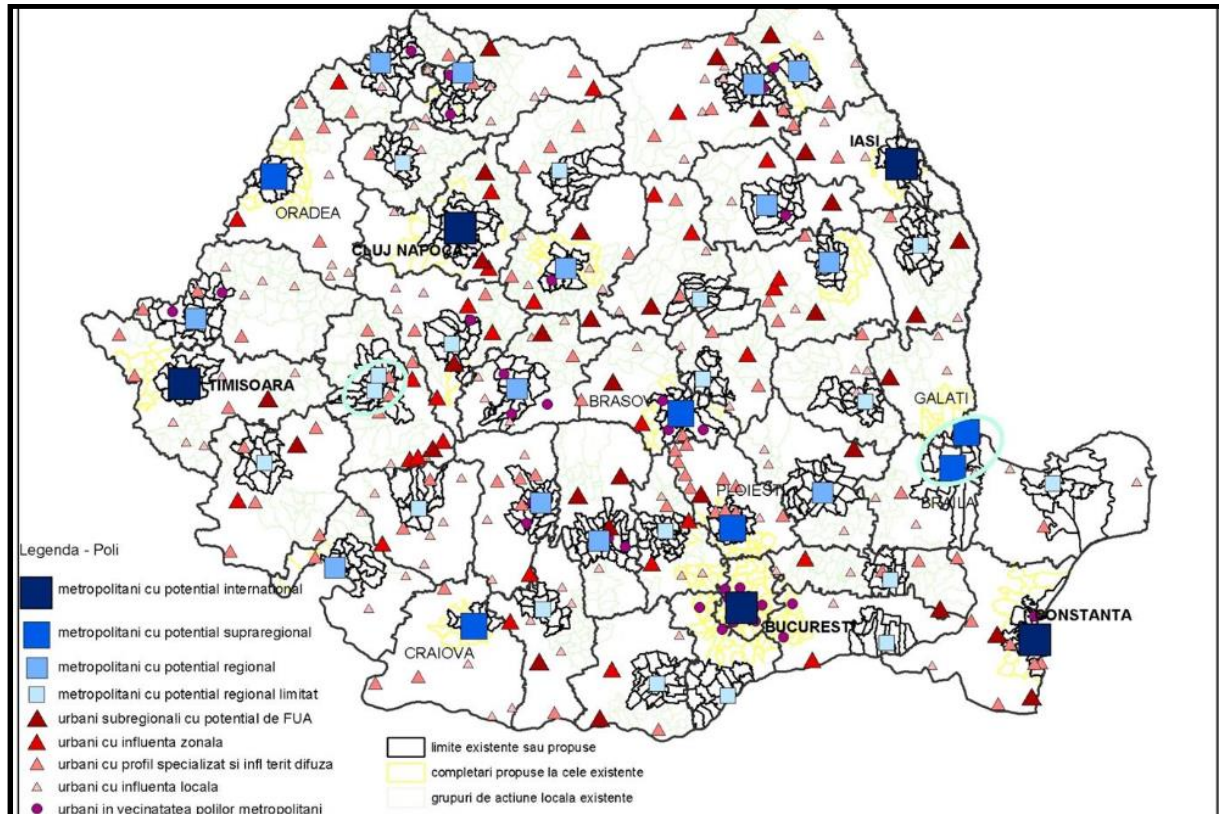 IASI
ORADEA
CLUJ NAPOCA
TIMISOARA
BRASOV
GALATI
PLOIESTI
BRAILA
BUCURESTI
CONSTANTA
CRAIOVA
Legenda - Poli
metropolitani cu potential international
metropolitani cu potential supraregional
metropolitani cu potential regional
metropolitani cu potential regional limitat
urbani subregionali cu potential de FUA
urbani cu influenta zonala
urbani cu profil specializat si infl terit difuza
urbani cu influenta locala
urbani in vecinatatea polilor metropolitani
limite existente sau propuse
completari propuse la cele existente
grupuri de actiune locala existente